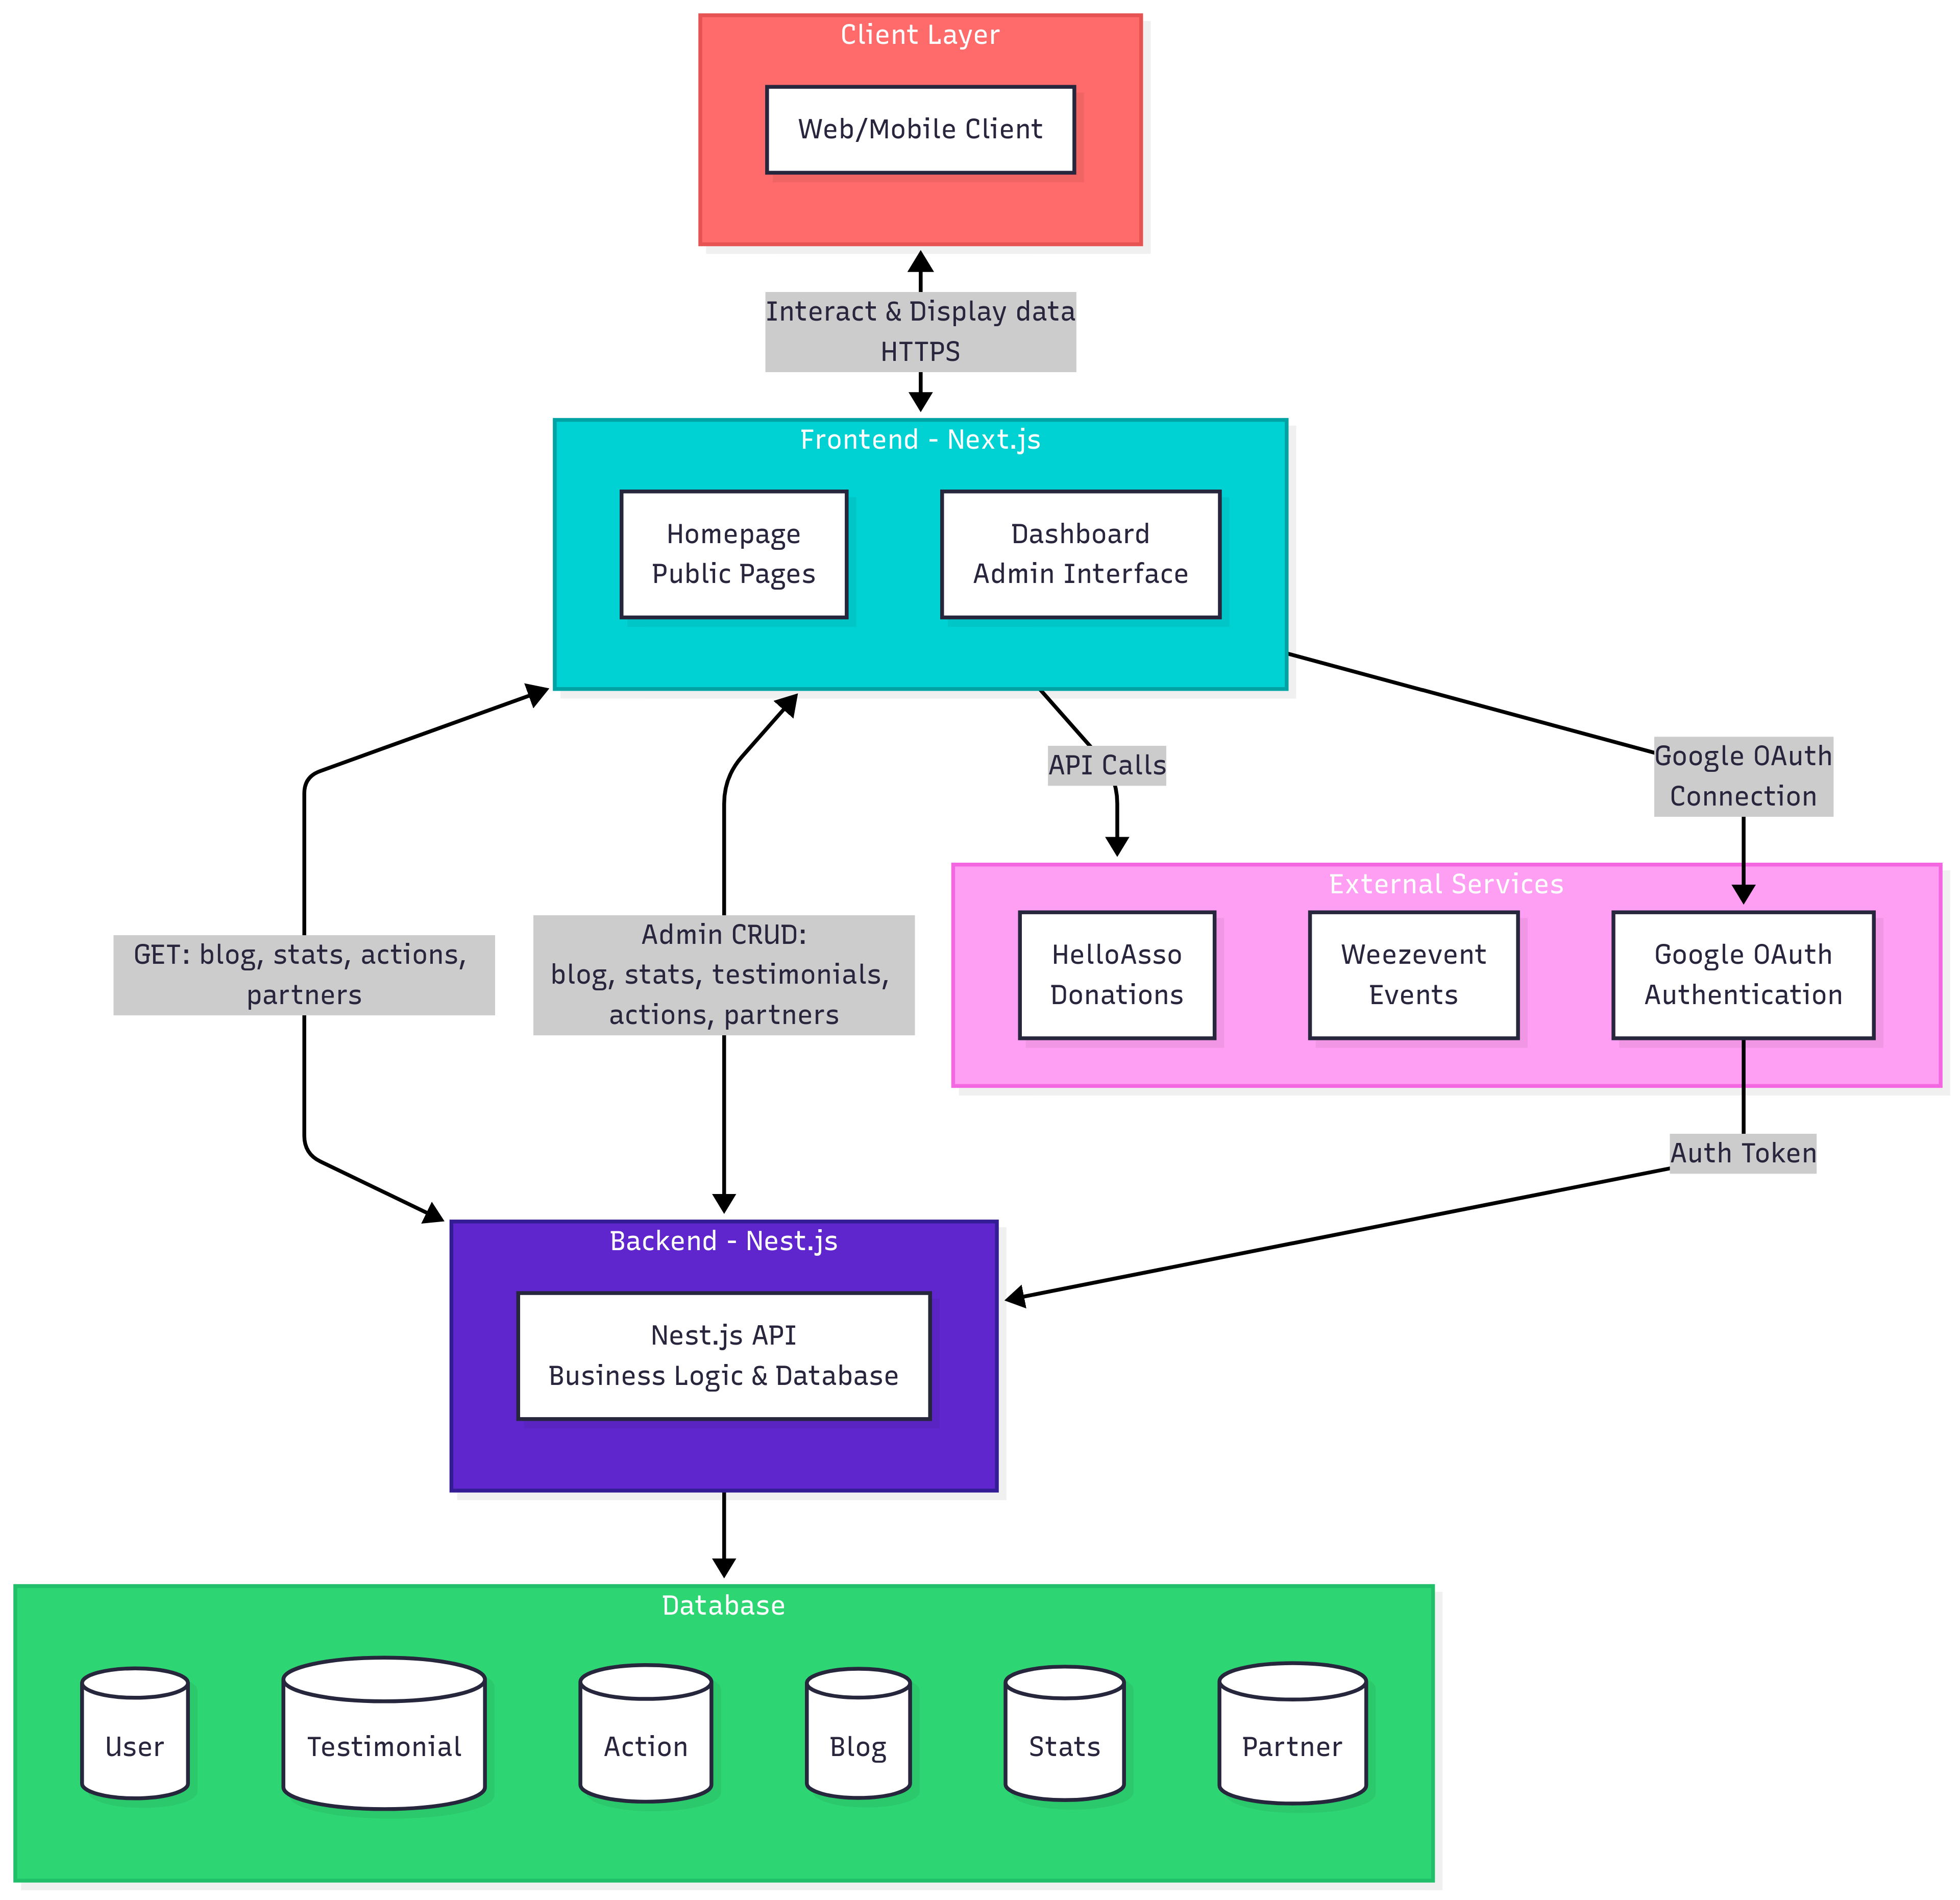 Client Layer
Web/Mobile Client
Interact & Display data
HTTPS
Frontend - Next.js
Homepage
Public Pages
Dashboard
Admin Interface
API Calls
Google OAuth
Connection
External Services
HelloAsso
Donations
Weezevent
Events
Google OAuth
Authentication
GET: blog, stats, actions,
partners
Admin CRUD:
blog, stats, testimonials,
actions, partners
Auth Token
Backend - Nest.js
Nest.js API
Business Logic & Database
Database
User
Testimonial
Action
Blog
Stats
Partner